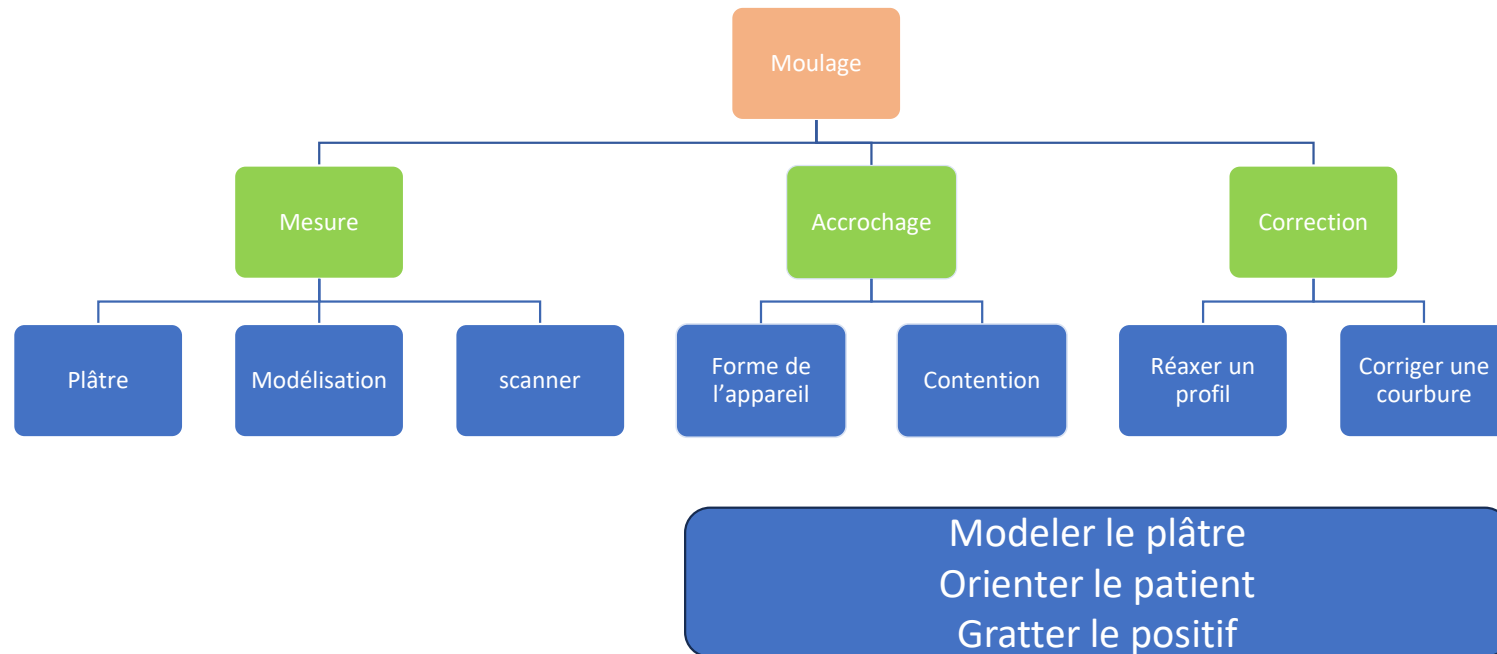 Moulage
Mesure
Accrochage
Correction
Plâtre
Modélisation
scanner
Forme de
l'appareil
Contention
Réaxer un
profil
Corriger une
courbure
Modeler le plâtre
Orienter le patient
Gratter le positif